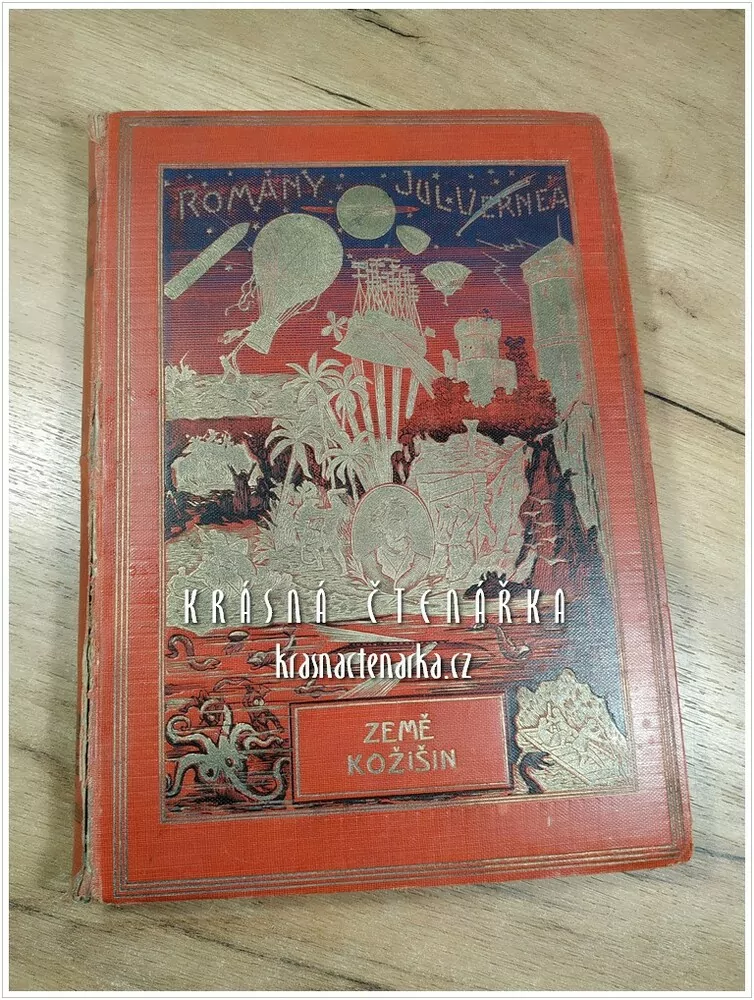 ROMÁNY JUL. VERNEA
KRÁSNÁ ČTENÁŘKA
krasnactenarka.cz
ZEMĚ
KOŽIŠIN